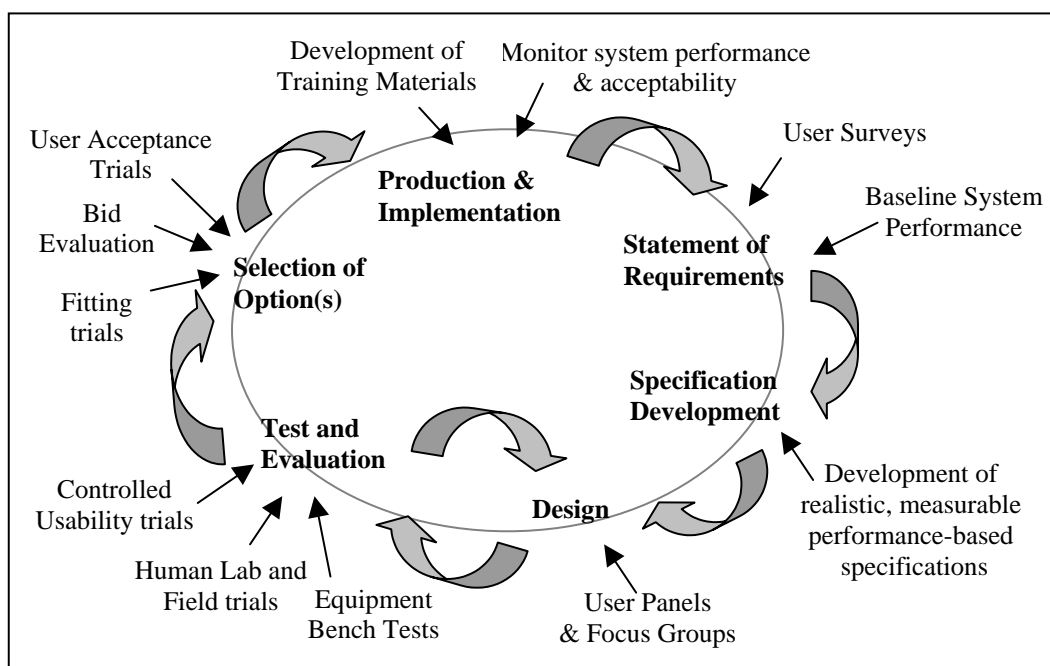 Development of
Training Materials
Monitor system performance
& acceptability
User Acceptance
Trials
User Surveys
Production &
Implementation
Bid
Evaluation
Baseline System
Performance
Statement of
Requirements
Selection of
Option(s)
Fitting
trials
Specification
Development
Test and
Evaluation
Design
Controlled
Usability trials
Development of
realistic, measurable
performance-based
specifications
Human Lab and
Field trials
Equipment
Bench Tests
User Panels
& Focus Groups